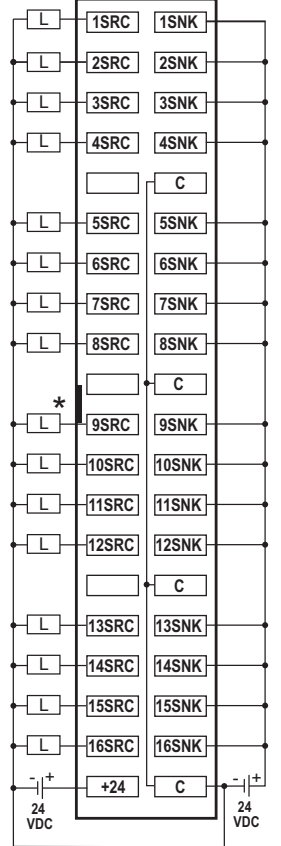 L 1SRC 1SNK
L 2SRC 2SNK
L 3SRC 3SNK
L 4SRC 4SNK
C
L 5SRC 5SNK
L 6SRC 6SNK
L 7SRC 7SNK
L 8SRC 8SNK
C
*
L 9SRC 9SNK
L 10SRC 10SNK
L 11SRC 11SNK
L 12SRC 12SNK
C
L 13SRC 13SNK
L 14SRC 14SNK
L 15SRC 15SNK
L 16SRC 16SNK
- + +24 C - +
24 24
VDC VDC